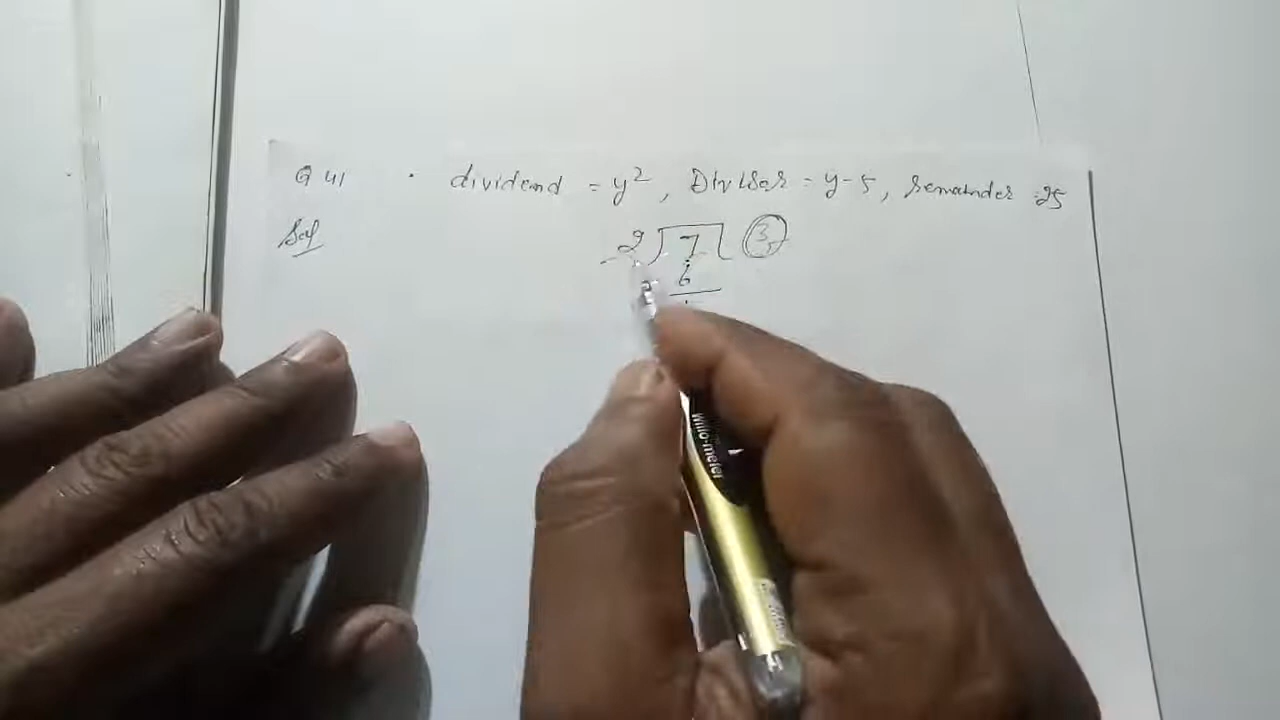 Q 41 . dividend = y², Divisor = y-5, remainder :25
Sol
2 7 3
6